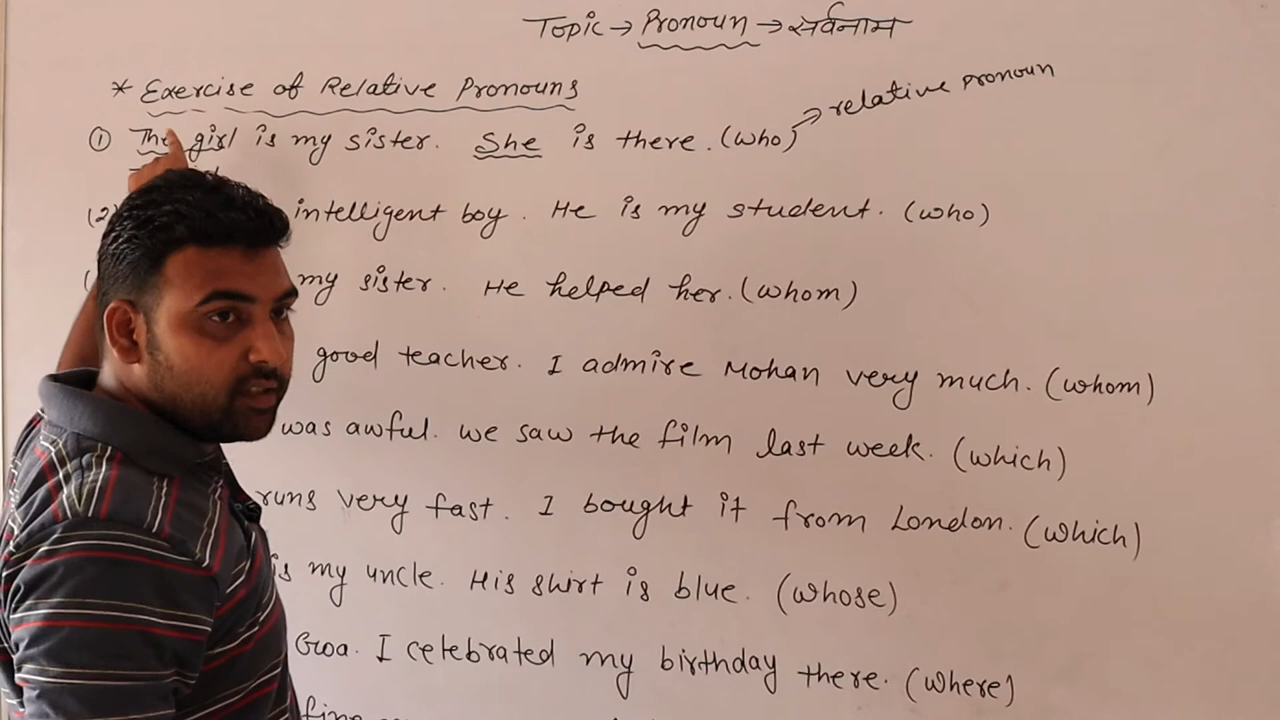 Topic → Pronoun → सर्वनाम
* Exercise of Relative Pronouns
→ relative pronoun
① The girl is my sister. She is there. (who)
(2) intelligent boy. He is my student. (who)
my sister. He helped her. (whom)
good teacher. I admire Mohan very much. (whom)
was awful. we saw the film last week. (which)
runs very fast. I bought it from London. (which)
is my uncle. His shirt is blue. (whose)
Goa. I celebrated my birthday there. (where)